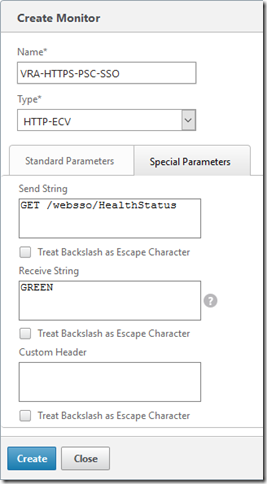 Create Monitor
Name*
VRA-HTTPS-PSC-SSO
Type*
HTTP-ECV
Standard Parameters
Special Parameters
Send String
GET /websso/HealthStatus
Treat Backslash as Escape Character
Receive String
GREEN
?
Treat Backslash as Escape Character
Custom Header
Treat Backslash as Escape Character
Create
Close